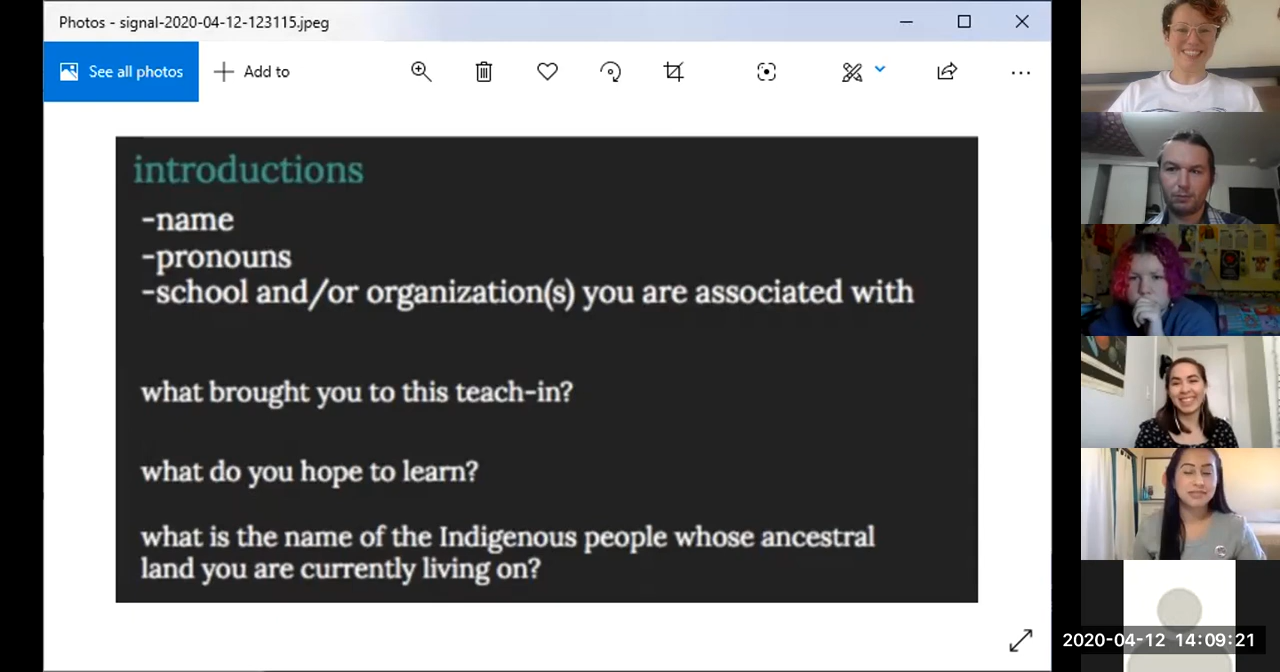 Photos - signal-2020-04-12-123115.jpeg
See all photos
Add to
introductions
-name
-pronouns
-school and/or organization(s) you are associated with
what brought you to this teach-in?
what do you hope to learn?
what is the name of the Indigenous people whose ancestral
land you are currently living on?
2020-04-12 14:09:21